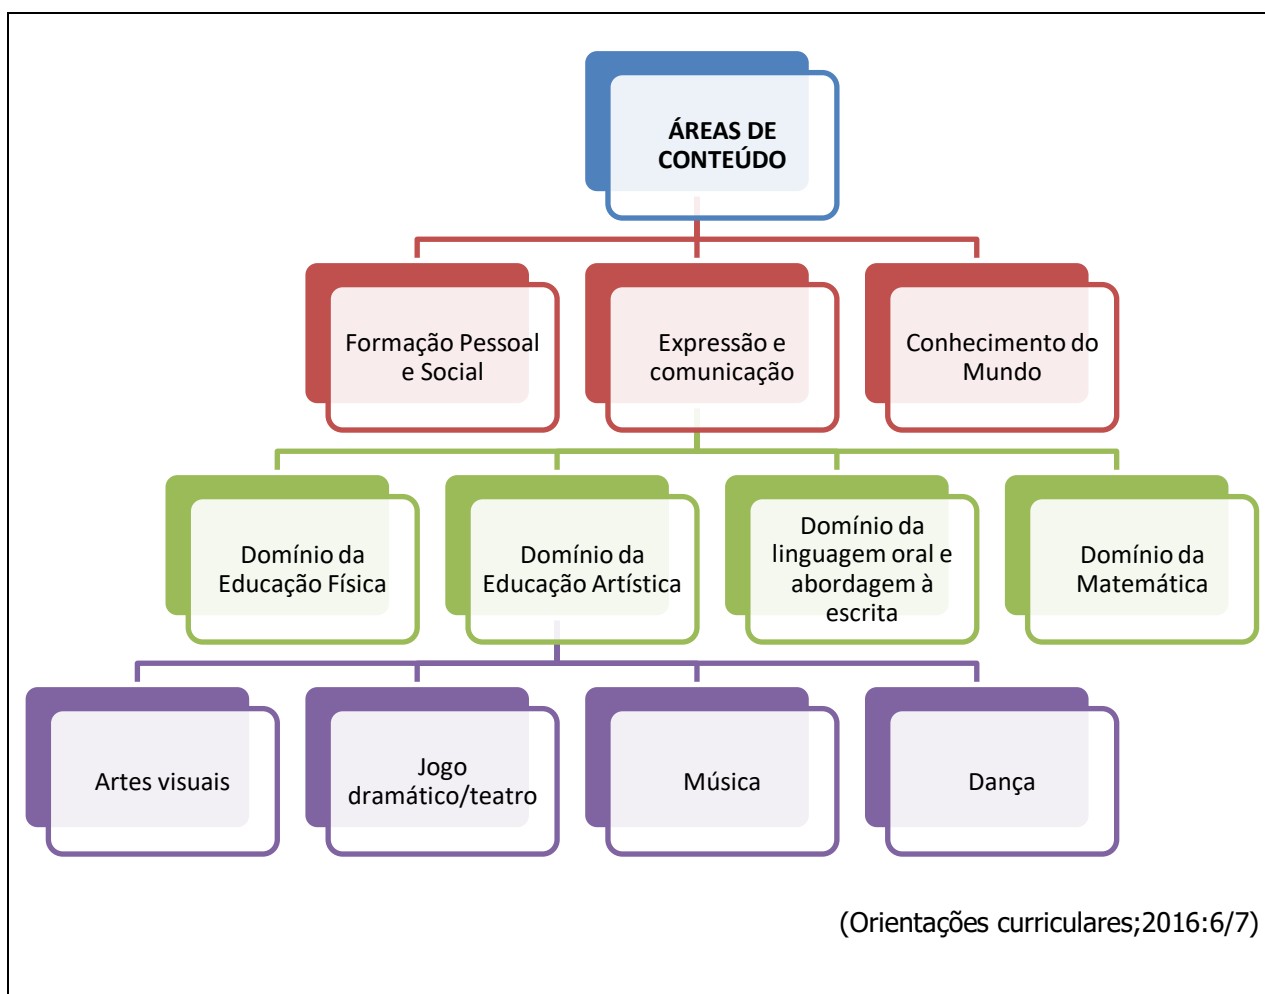 ÁREAS DE
CONTEÚDO
Formação Pessoal
e Social
Expressão e
comunicação
Conhecimento do
Mundo
Domínio da
Educação Física
Domínio da
Educação Artística
Domínio da
linguagem oral e
abordagem à
escrita
Domínio da
Matemática
Artes visuais
Jogo
dramático/teatro
Música
Dança
(Orientações curriculares;2016:6/7)